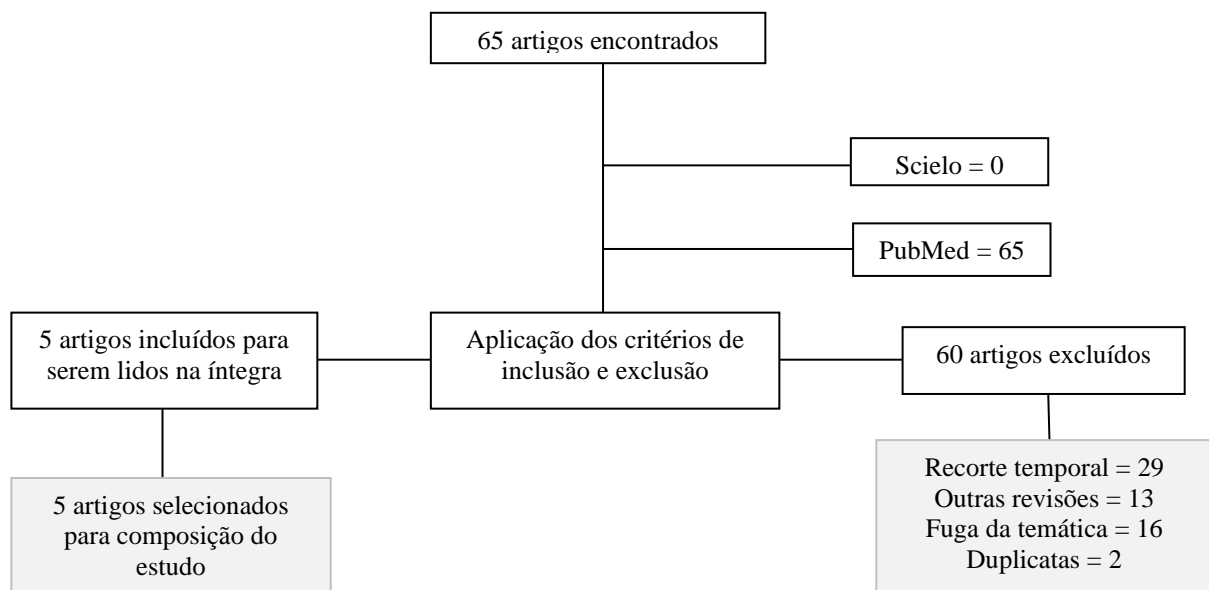 65 artigos encontrados
Scielo = 0
PubMed = 65
5 artigos incluídos para
serem lidos na íntegra
Aplicação dos critérios de
inclusão e exclusão
60 artigos excluídos
5 artigos selecionados
para composição do
estudo
Recorte temporal = 29
Outras revisões = 13
Fuga da temática = 16
Duplicatas = 2